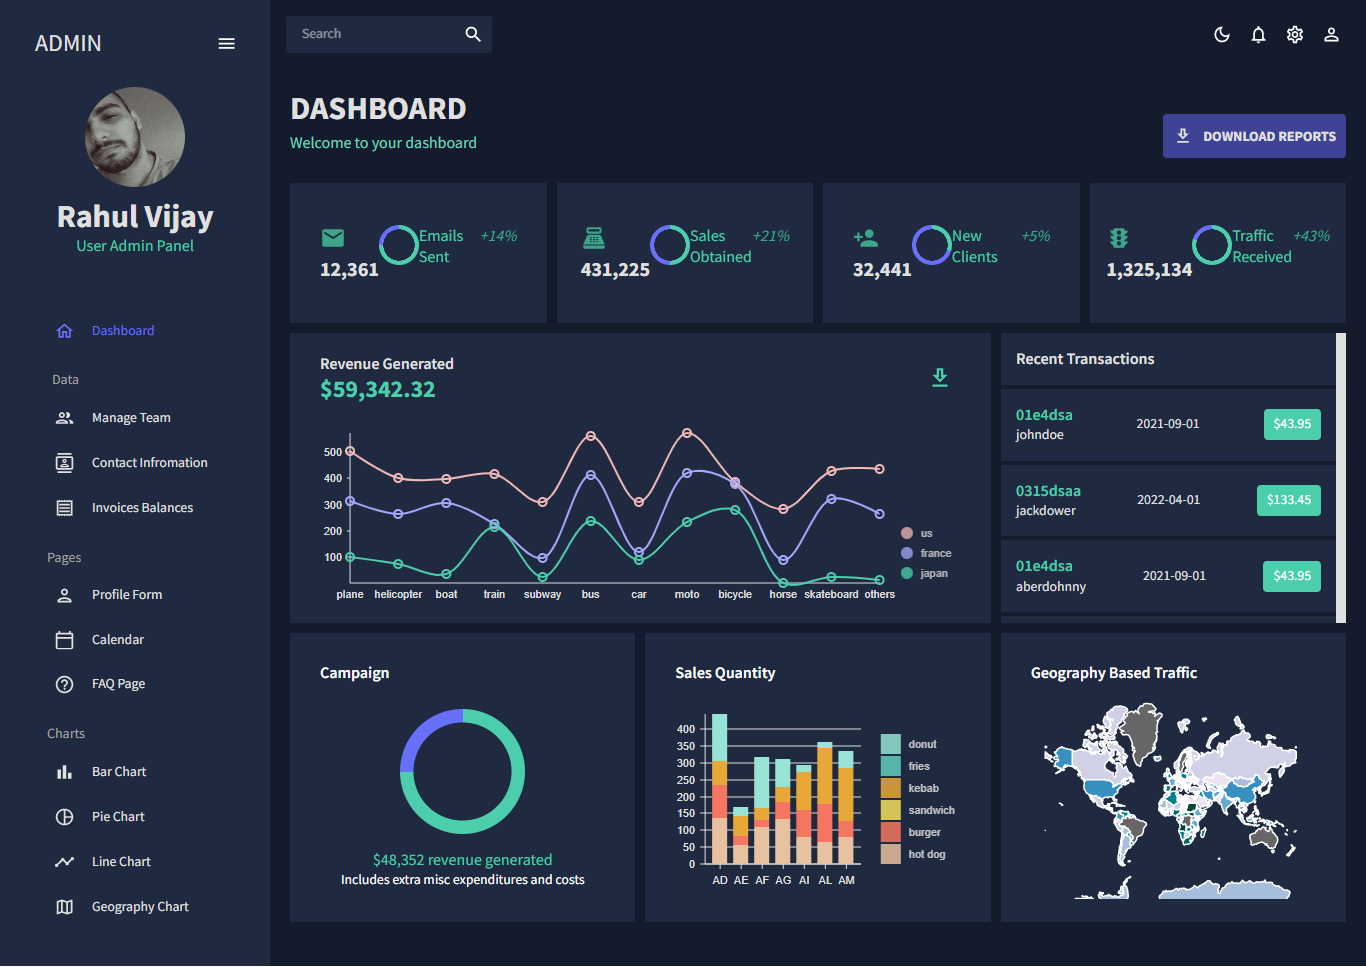 ADMIN
Search
Rahul Vijay
User Admin Panel
Dashboard
Data
Manage Team
Contact Infromation
Invoices Balances
Pages
Profile Form
Calendar
FAQ Page
Charts
Bar Chart
Pie Chart
Line Chart
Geography Chart
DASHBOARD
Welcome to your dashboard
DOWNLOAD REPORTS
12,361
Emails
Sent
+14%
431,225
Sales
Obtained
+21%
32,441
New
Clients
+5%
1,325,134
Traffic
Received
+43%
Revenue Generated
$59,342.32
500
400
300
200
100
plane helicopter boat train subway bus car moto bicycle horse skateboard others
us
france
japan
Recent Transactions
01e4dsa
johndoe
2021-09-01
$43.95
0315dsaa
jackdower
2022-04-01
$133.45
01e4dsa
aberdohnny
2021-09-01
$43.95
Campaign
$48,352 revenue generated
Includes extra misc expenditures and costs
Sales Quantity
400
350
300
250
200
150
100
50
0
AD AE AF AG AI AL AM
donut
fries
kebab
sandwich
burger
hot dog
Geography Based Traffic